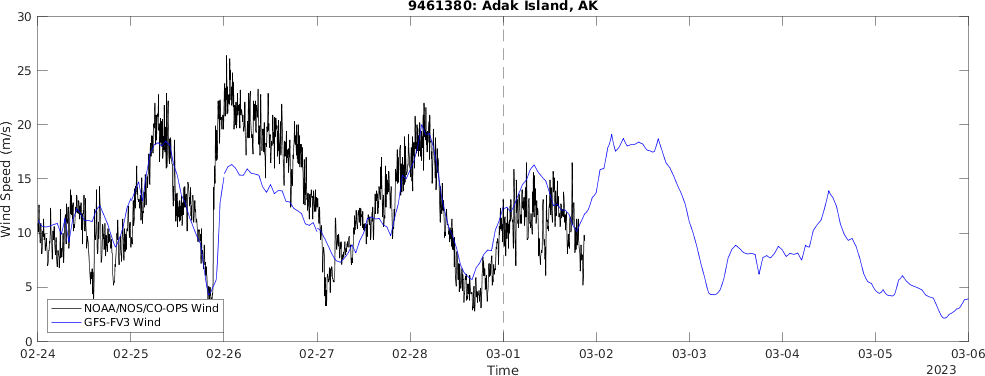 9461380: Adak Island, AK
Wind Speed (m/s)
30
25
20
15
10
5
0
NOAA/NOS/CO-OPS Wind
GFS-FV3 Wind
02-24 02-25 02-26 02-27 02-28 03-01 03-02 03-03 03-04 03-05 03-06
Time
2023